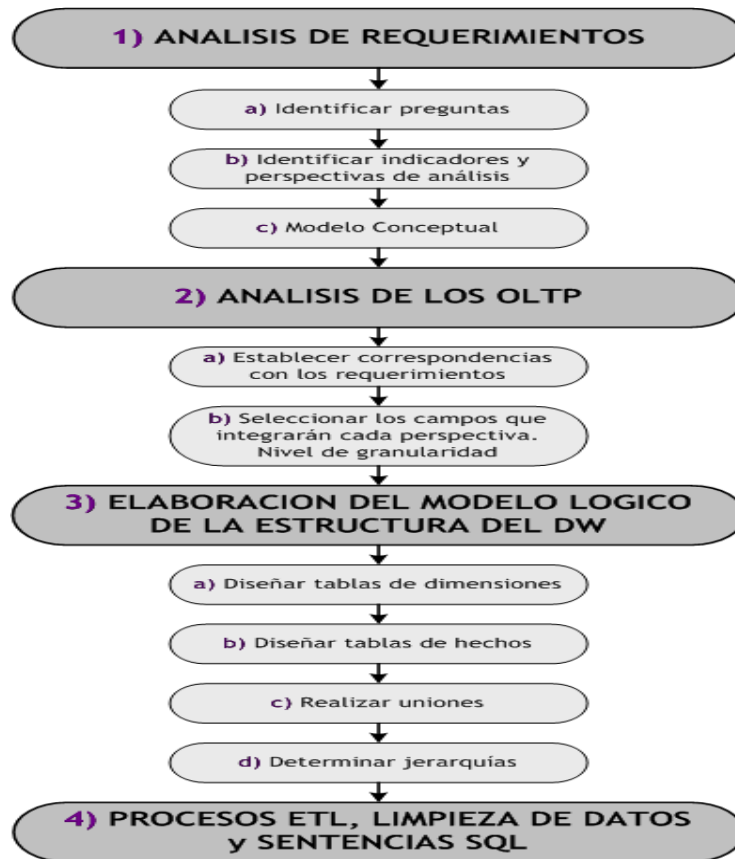 1) ANALISIS DE REQUERIMIENTOS
a) Identificar preguntas
b) Identificar indicadores y
perspectivas de análisis
c) Modelo Conceptual
2) ANALISIS DE LOS OLTP
a) Establecer correspondencias
con los requerimientos
b) Seleccionar los campos que
integrarán cada perspectiva.
Nivel de granularidad
3) ELABORACION DEL MODELO LOGICO
DE LA ESTRUCTURA DEL DW
a) Diseñar tablas de dimensiones
b) Diseñar tablas de hechos
c) Realizar uniones
d) Determinar jerarquías
4) PROCESOS ETL, LIMPIEZA DE DATOS
y SENTENCIAS SQL